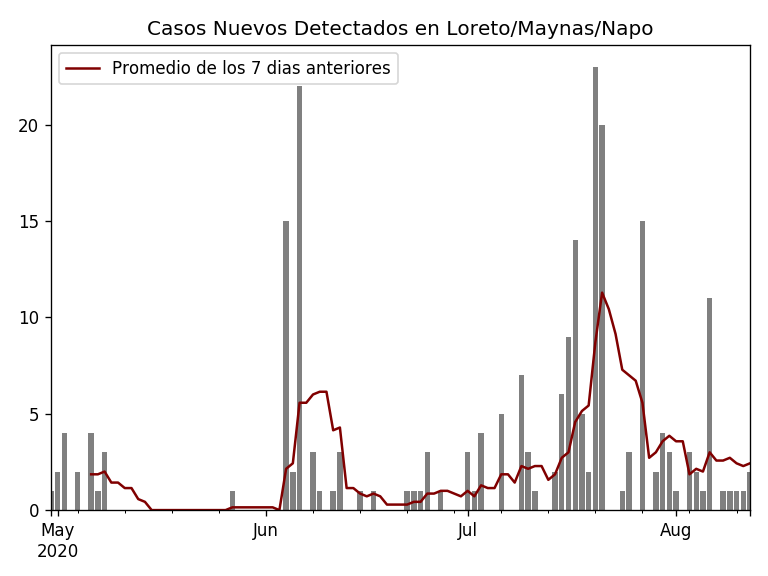 Casos Nuevos Detectados en Loreto/Maynas/Napo
Promedio de los 7 dias anteriores
20
15
10
5
0
May Jun Jul Aug
2020